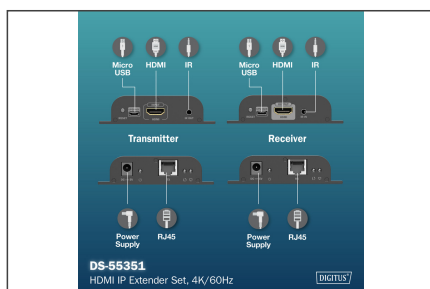 Micro USB
HDMI
IR
Micro USB
HDMI
IR
Transmitter
Receiver
Power Supply
RJ45
Power Supply
RJ45
DS-55351
HDMI IP Extender Set, 4K/60Hz
DIGITUS